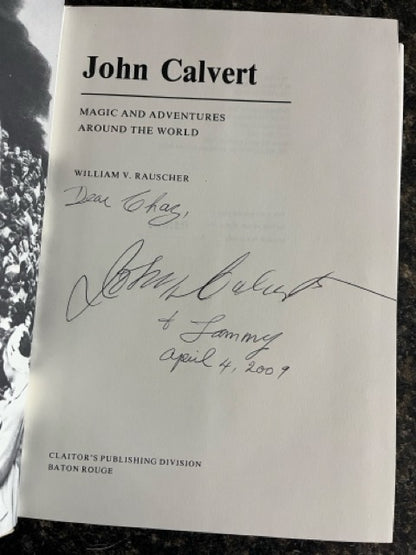 John Calvert
MAGIC AND ADVENTURES
AROUND THE WORLD
WILLIAM V. RAUSCHER
Dear Chaz,
John Calvert
+ Tammy
April 4, 2009
CLAITOR'S PUBLISHING DIVISION
BATON ROUGE